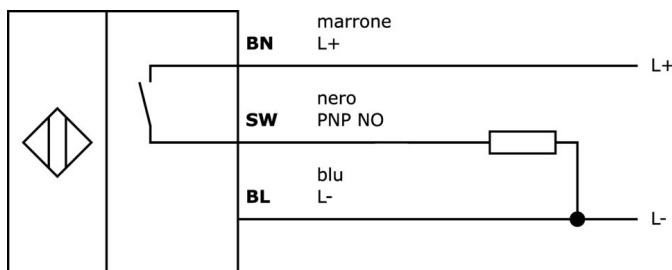 marrone
BN L+
L+
nero
SW PNP NO
blu
BL L-
L-